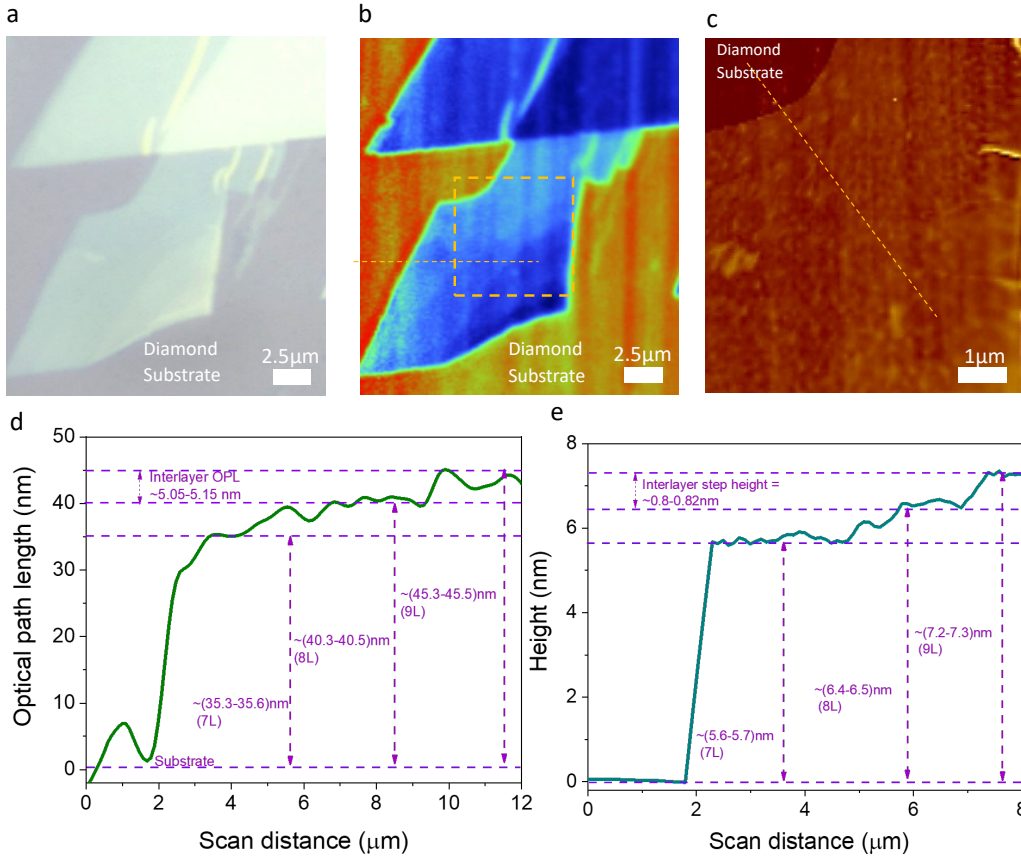 a
b
c
Diamond
Substrate
2.5μm
Diamond
Substrate
2.5μm
Diamond
Substrate
1μm
d
e
50
40
30
20
10
0
Optical path length (nm)
Interlayer OPL
~5.05-5.15 nm
~(45.3-45.5)nm
(9L)
~(40.3-40.5)nm
(8L)
~(35.3-35.6)nm
(7L)
Substrate
0
2
4
6
8
10
12
Scan distance (μm)
8
6
4
2
0
Height (nm)
Interlayer step height =
~0.8-0.82nm
~(7.2-7.3)nm
9L)
~(6.4-6.5)nm
8L)
~(5.6-5.7)nm
(7L)
0
2
4
6
8
Scan distance (μm)